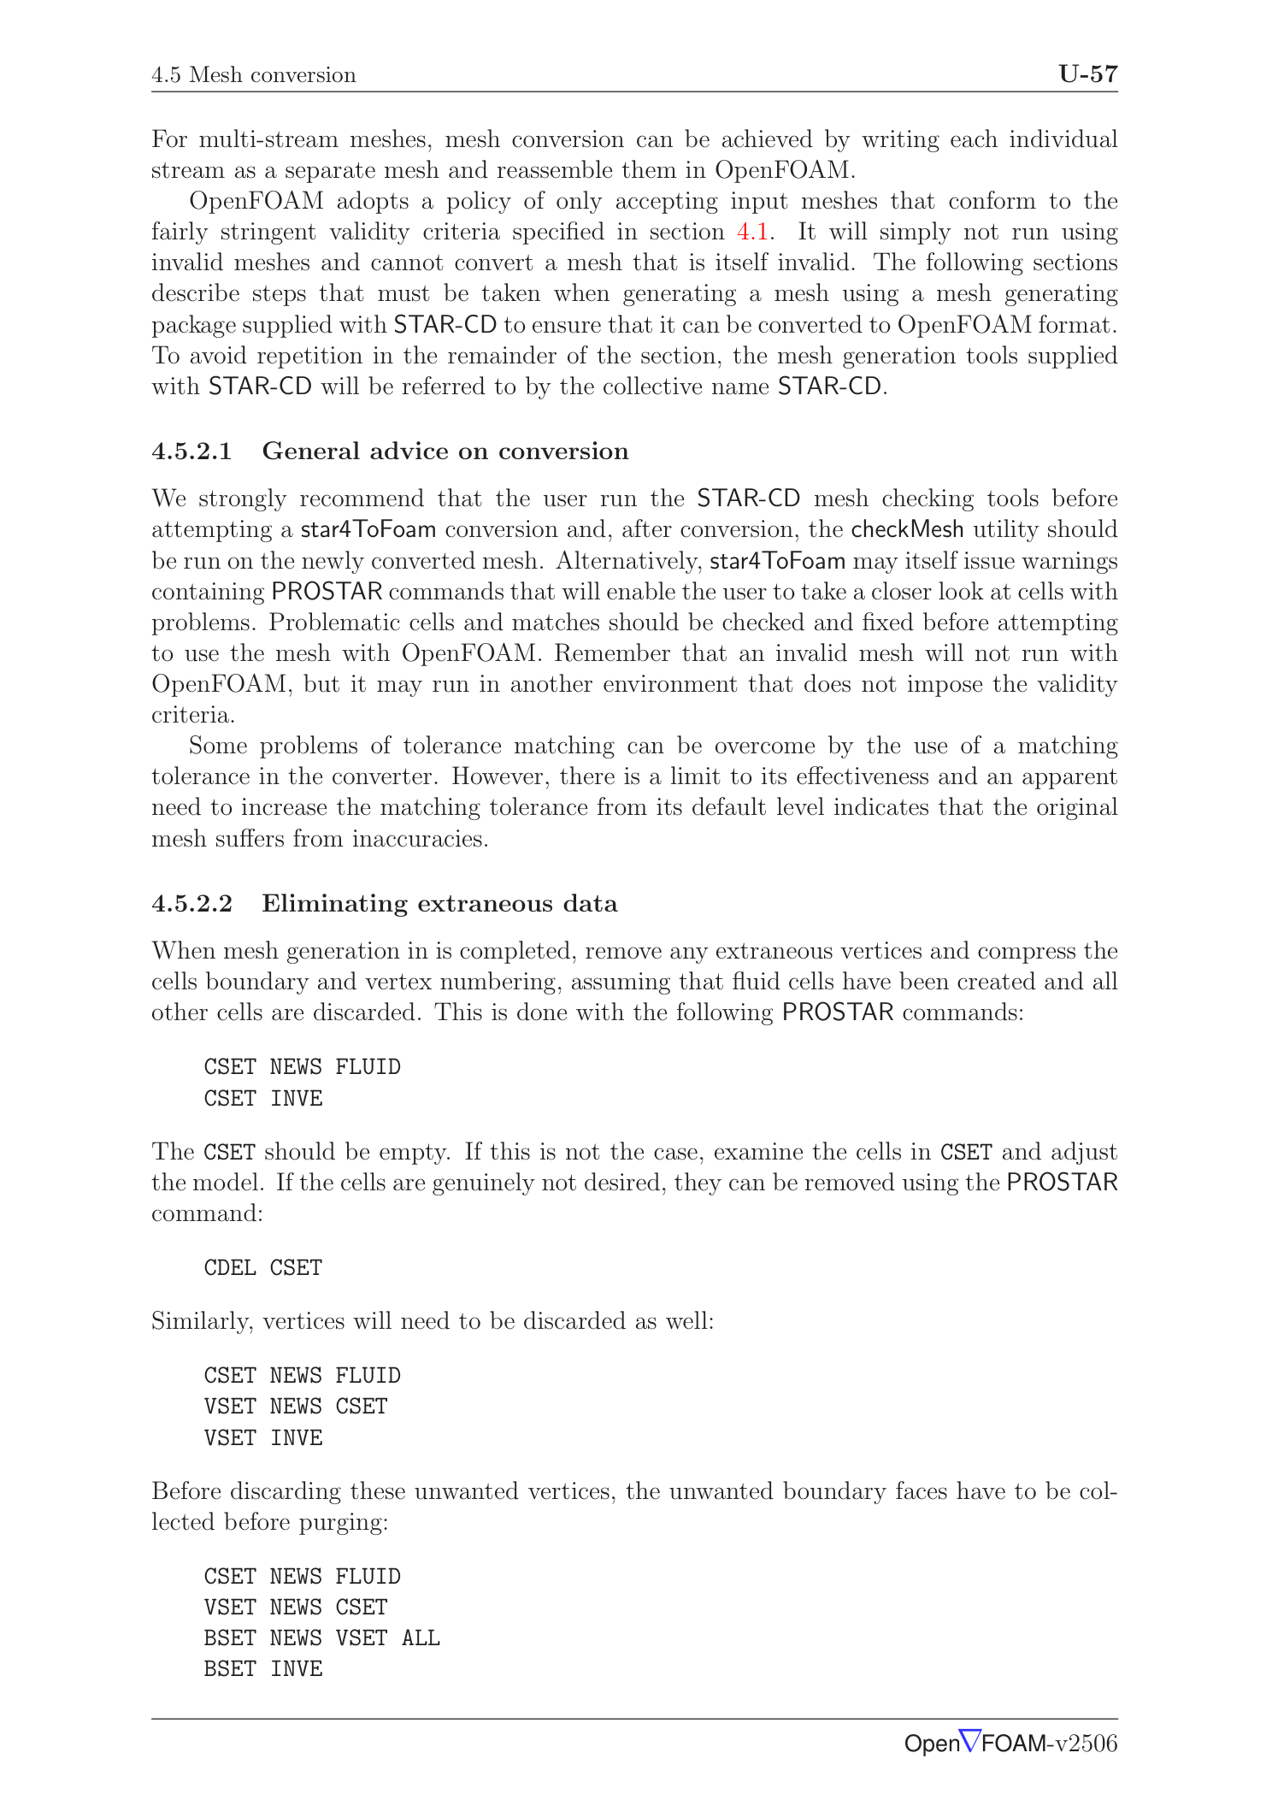 4.5 Mesh conversion U-57
For multi-stream meshes, mesh conversion can be achieved by writing each individual
stream as a separate mesh and reassemble them in OpenFOAM.
OpenFOAM adopts a policy of only accepting input meshes that conform to the
fairly stringent validity criteria specified in section 4.1. It will simply not run using
invalid meshes and cannot convert a mesh that is itself invalid. The following sections
describe steps that must be taken when generating a mesh using a mesh generating
package supplied with STAR-CD to ensure that it can be converted to OpenFOAM format.
To avoid repetition in the remainder of the section, the mesh generation tools supplied
with STAR-CD will be referred to by the collective name STAR-CD.
4.5.2.1 General advice on conversion
We strongly recommend that the user run the STAR-CD mesh checking tools before
attempting a star4ToFoam conversion and, after conversion, the checkMesh utility should
be run on the newly converted mesh. Alternatively, star4ToFoam may itself issue warnings
containing PROSTAR commands that will enable the user to take a closer look at cells with
problems. Problematic cells and matches should be checked and fixed before attempting
to use the mesh with OpenFOAM. Remember that an invalid mesh will not run with
OpenFOAM, but it may run in another environment that does not impose the validity
criteria.
Some problems of tolerance matching can be overcome by the use of a matching
tolerance in the converter. However, there is a limit to its effectiveness and an apparent
need to increase the matching tolerance from its default level indicates that the original
mesh suffers from inaccuracies.
4.5.2.2 Eliminating extraneous data
When mesh generation in is completed, remove any extraneous vertices and compress the
cells boundary and vertex numbering, assuming that fluid cells have been created and all
other cells are discarded. This is done with the following PROSTAR commands:
CSET NEWS FLUID
CSET INVE
The CSET should be empty. If this is not the case, examine the cells in CSET and adjust
the model. If the cells are genuinely not desired, they can be removed using the PROSTAR
command:
CDEL CSET
Similarly, vertices will need to be discarded as well:
CSET NEWS FLUID
VSET NEWS CSET
VSET INVE
Before discarding these unwanted vertices, the unwanted boundary faces have to be col-
lected before purging:
CSET NEWS FLUID
VSET NEWS CSET
BSET NEWS VSET ALL
BSET INVE
Open∇FOAM-v2506